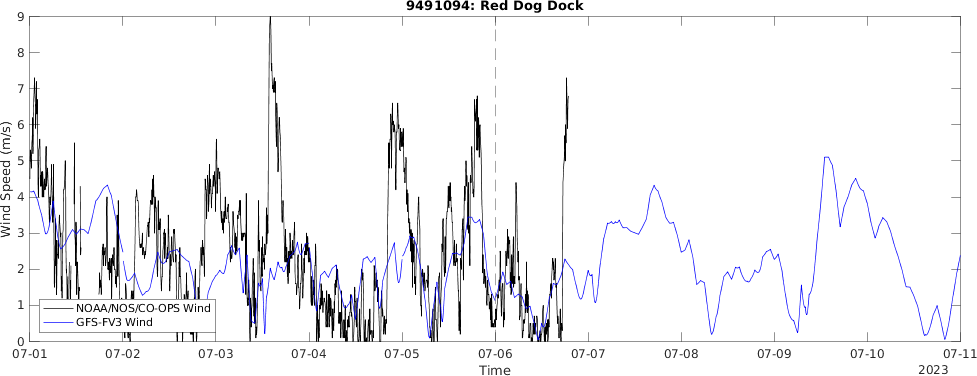 9491094: Red Dog Dock
9
8
7
6
5
4
3
2
1
0
Wind Speed (m/s)
NOAA/NOS/CO-OPS Wind
GFS-FV3 Wind
07-01 07-02 07-03 07-04 07-05 07-06 07-07 07-08 07-09 07-10 07-11
Time
2023